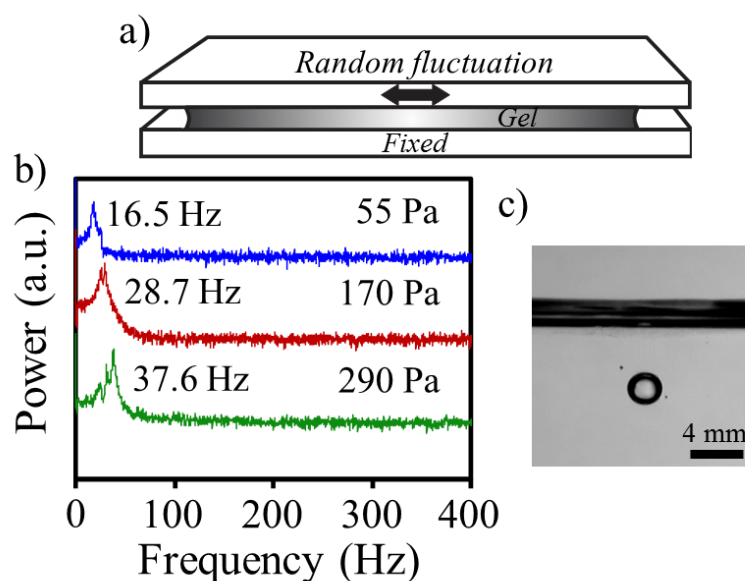 a)
Random fluctuation
Gel
Fixed
b)
16.5 Hz 55 Pa
28.7 Hz 170 Pa
37.6 Hz 290 Pa
Power (a.u.)
0 100 200 300 400
Frequency (Hz)
c)
4 mm